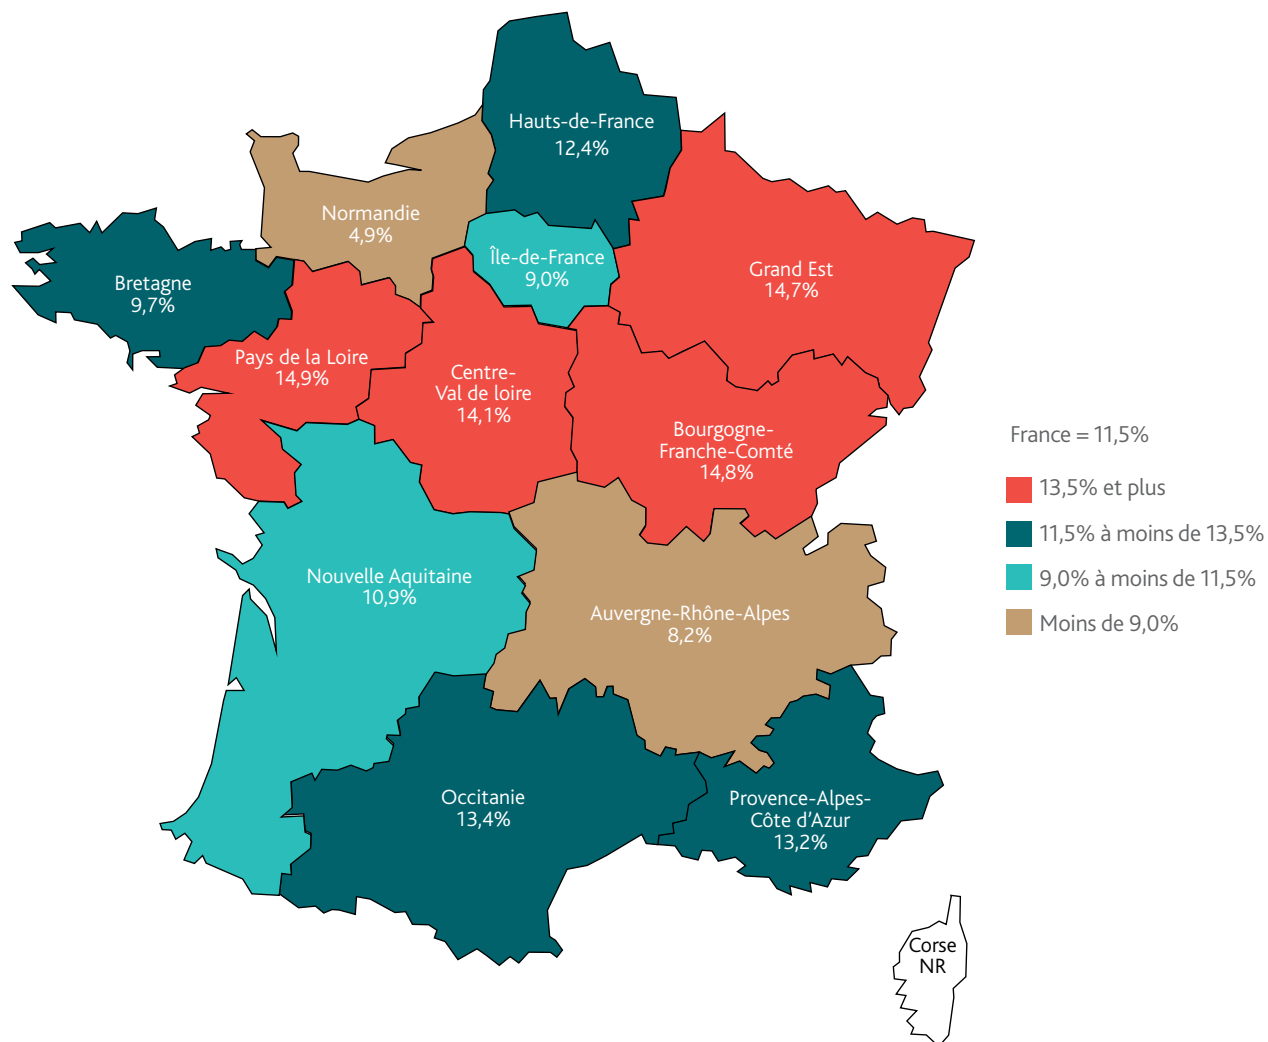 Hauts-de-France
12,4%
Normandie
4,9%
Île-de-France
9,0%
Grand Est
14,7%
Bretagne
9,7%
Pays de la Loire
14,9%
Centre-
Val de loire
14,1%
Bourgogne-
Franche-Comté
14,8%
Nouvelle Aquitaine
10,9%
Auvergne-Rhône-Alpes
8,2%
Occitanie
13,4%
Provence-Alpes-
Côte d’Azur
13,2%
Corse
NR
France = 11,5%
13,5% et plus
11,5% à moins de 13,5%
9,0% à moins de 11,5%
Moins de 9,0%